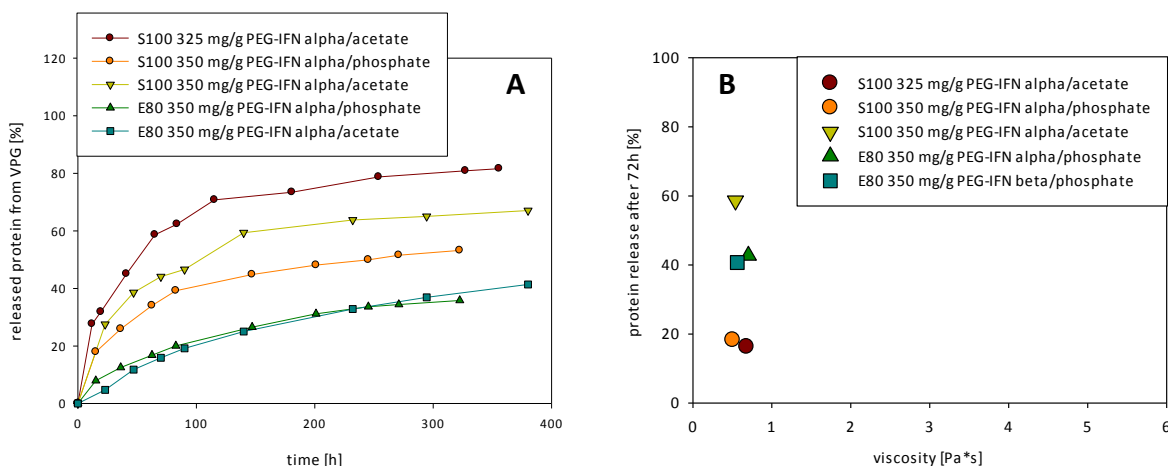 S100 325 mg/g PEG-IFN alpha/acetate
S100 350 mg/g PEG-IFN alpha/phosphate
S100 350 mg/g PEG-IFN alpha/acetate
E80 350 mg/g PEG-IFN alpha/phosphate
E80 350 mg/g PEG-IFN alpha/acetate
A
released protein from VPG [%]
120
100
80
60
40
20
0
0 100 200 300 400
time [h]
B
S100 325 mg/g PEG-IFN alpha/acetate
S100 350 mg/g PEG-IFN alpha/phosphate
S100 350 mg/g PEG-IFN alpha/acetate
E80 350 mg/g PEG-IFN alpha/phosphate
E80 350 mg/g PEG-IFN beta/phosphate
protein release after 72h [%]
100
80
60
40
20
0
0 1 2 3 4 5 6
viscosity [Pa*s]